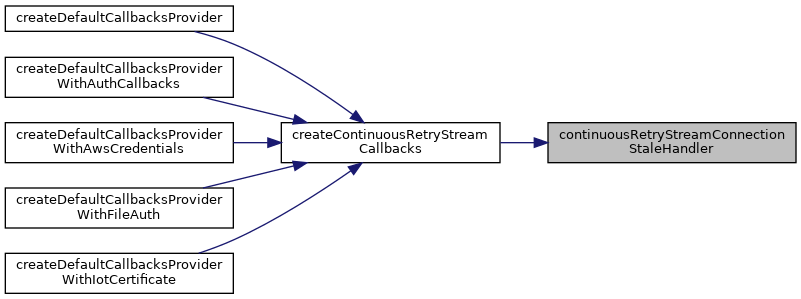 createDefaultCallbacksProvider
createDefaultCallbacksProvider
WithAuthCallbacks
createDefaultCallbacksProvider
WithAwsCredentials
createDefaultCallbacksProvider
WithFileAuth
createDefaultCallbacksProvider
WithIotCertificate
createContinuousRetryStream
Callbacks
continuousRetryStreamConnection
StaleHandler